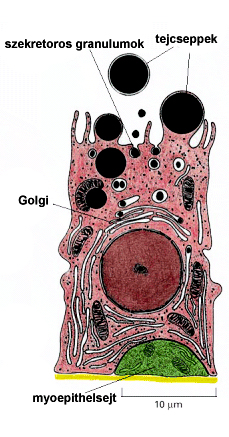 tejcseppek
szekretoros granulumok
Golgi
myoepithelsejt
10 µm